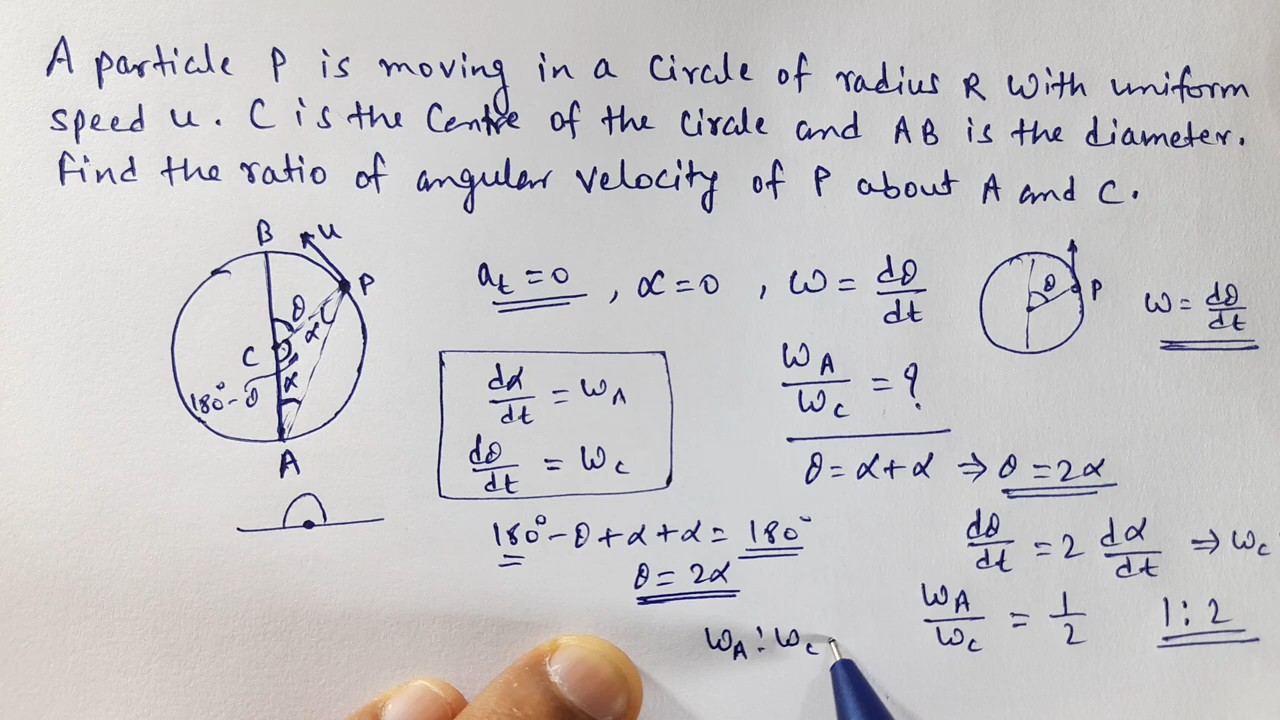 A particle P is moving in a circle of radius R with uniform
speed u. C is the centre of the circle and AB is the diameter.
Find the ratio of angular velocity of P about A and C.
B u
P
θ
α
C
α
180°-θ
A
a_t = 0 , α = 0 , ω = dθ/dt
θ P
ω = dθ/dt
dα/dt = ω_A
dθ/dt = ω_C
ω_A/ω_C = ?
θ = α + α ⇒ θ = 2α
180° - θ + α + α = 180°
θ = 2α
dθ/dt = 2 dα/dt ⇒ ω_C
ω_A/ω_C = 1/2 1:2
ω_A : ω_C